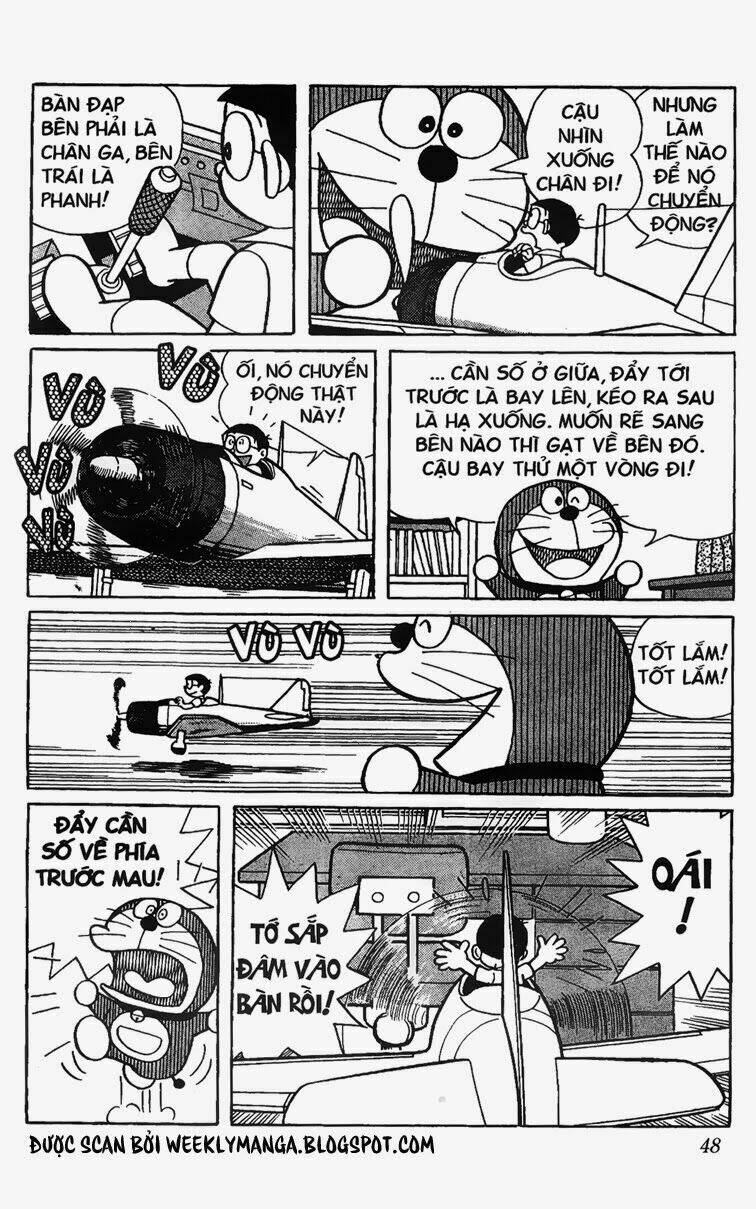 BÀN ĐẠP
BÊN PHẢI LÀ
CHÂN GA, BÊN
TRÁI LÀ
PHANH!
CẬU
NHÌN
XUỐNG
CHÂN ĐI!
NHƯNG
LÀM
THẾ NÀO
ĐỂ NÓ
CHUYỂN
ĐỘNG?
VÙ
VÙ
VÙ
VÙ
ỐI, NÓ CHUYỂN
ĐỘNG THẬT
NÀY!
... CẦN SỐ Ở GIỮA, ĐẨY TỚI
TRƯỚC LÀ BAY LÊN, KÉO RA SAU
LÀ HẠ XUỐNG. MUỐN RẼ SANG
BÊN NÀO THÌ GẠT VỀ BÊN ĐÓ.
CẬU BAY THỬ MỘT VÒNG ĐI!
VÙ VÙ
TỐT LẮM!
TỐT LẮM!
ĐẨY CẦN
SỐ VỀ PHÍA
TRƯỚC MAU!
OÁI
!
TỚ SẮP
ĐÂM VÀO
BÀN RỒI!
ĐƯỢC SCAN BỞI WEEKLYMANGA.BLOGSPOT.COM
48